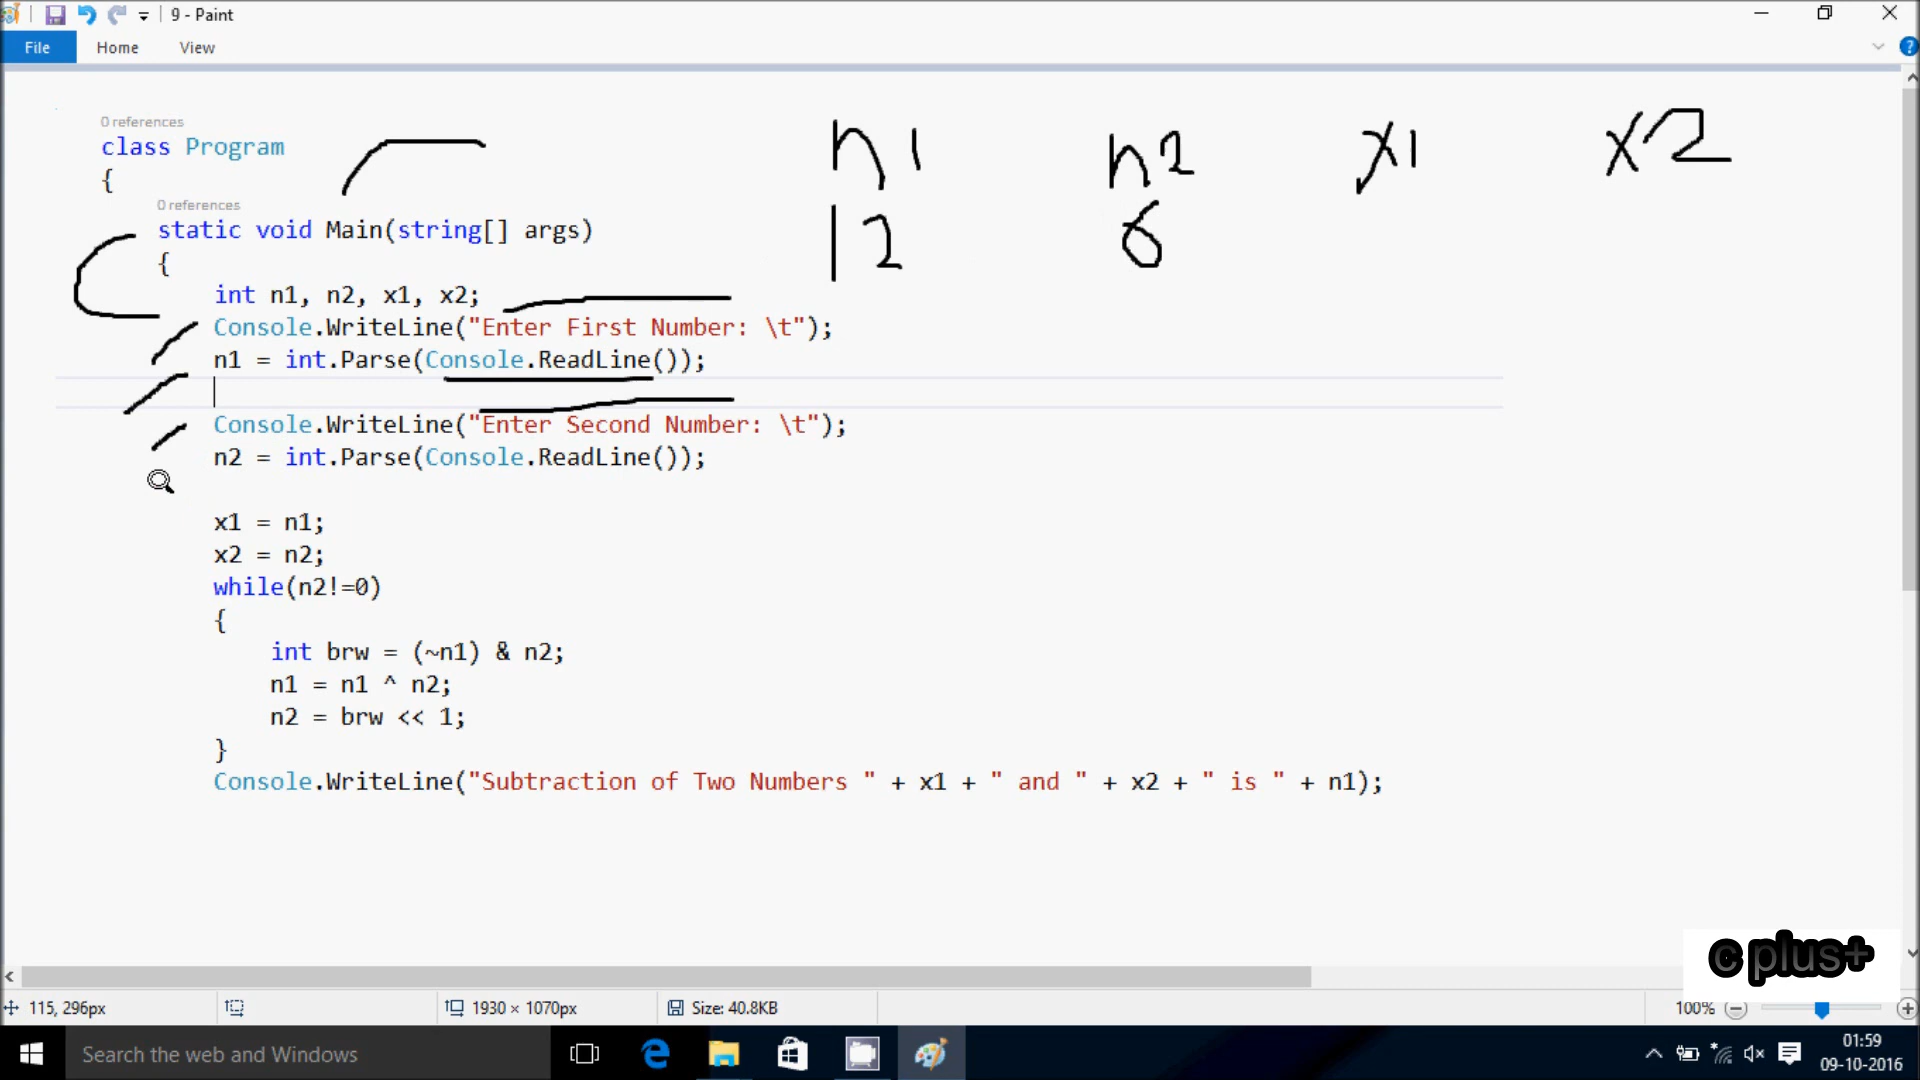 9 - Paint
File Home View
0 references
class Program
{
0 references
static void Main(string[] args)
{
int n1, n2, x1, x2;
Console.WriteLine("Enter First Number: \t");
n1 = int.Parse(Console.ReadLine());
Console.WriteLine("Enter Second Number: \t");
n2 = int.Parse(Console.ReadLine());
x1 = n1;
x2 = n2;
while(n2!=0)
{
int brw = (~n1) & n2;
n1 = n1 ^ n2;
n2 = brw << 1;
}
Console.WriteLine("Subtraction of Two Numbers " + x1 + " and " + x2 + " is " + n1);
n1 n2 x1 x2
12 6
c plus+
115, 296px 1930 × 1070px Size: 40.8KB 100%
Search the web and Windows
01:59
09-10-2016